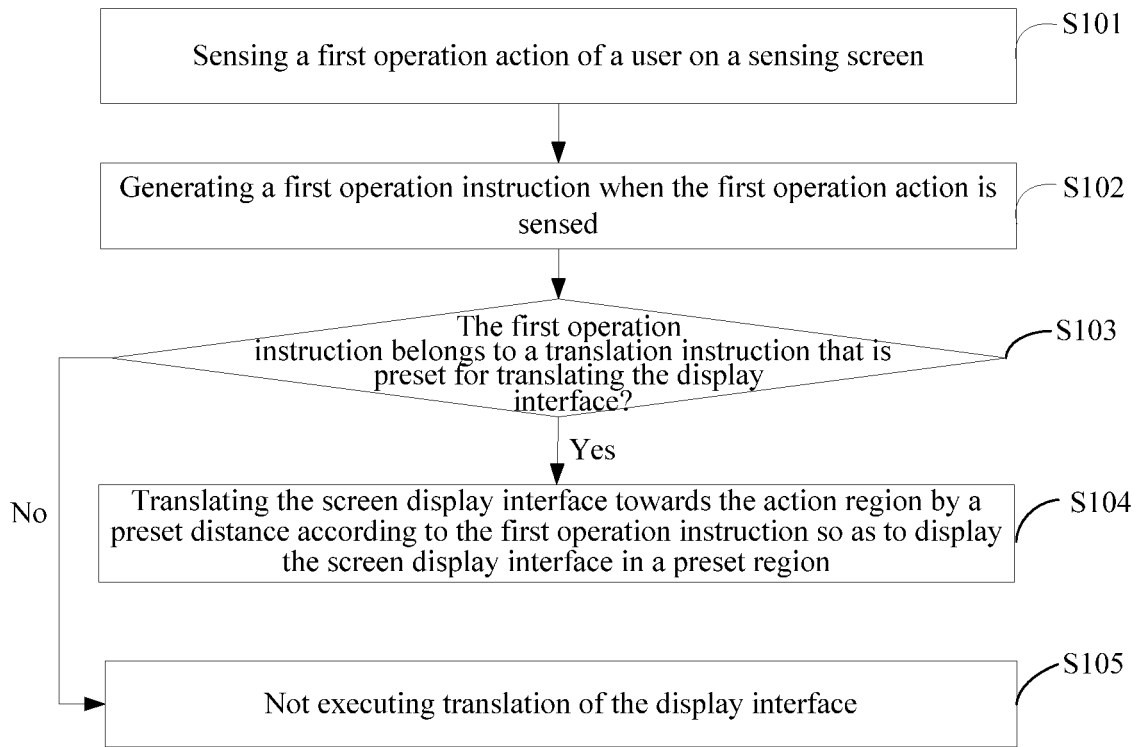 Sensing a first operation action of a user on a sensing screen
S101
Generating a first operation instruction when the first operation action is
sensed
S102
The first operation
instruction belongs to a translation instruction that is
preset for translating the display
interface?
S103
Yes
No
Translating the screen display interface towards the action region by a
preset distance according to the first operation instruction so as to display
the screen display interface in a preset region
S104
Not executing translation of the display interface
S105